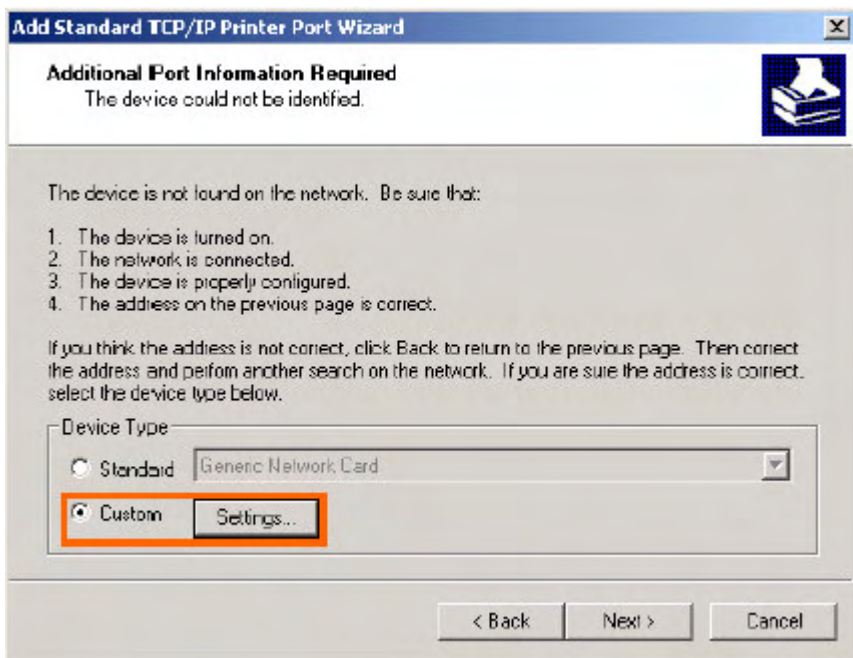 Add Standard TCP/IP Printer Port Wizard
Additional Port Information Required
The device could not be identified.
The device is not found on the network. Be sure that:
1. The device is turned on.
2. The network is connected.
3. The device is properly configured.
4. The address on the previous page is correct.
If you think the address is not correct, click Back to return to the previous page. Then correct
the address and perfom another search on the network. If you are sure the address is correct,
select the device type below.
Device Type
Standard Generic Network Card
Custom Settings...
< Back Next > Cancel